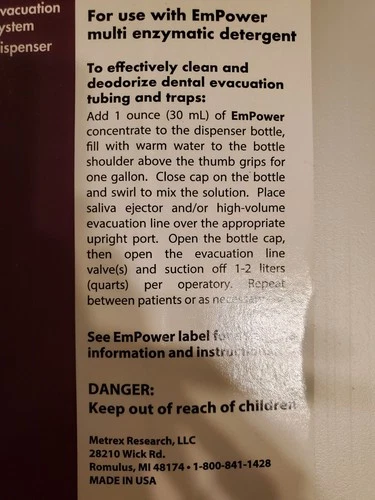 vacuation
ystem
ispenser
For use with EmPower
multi enzymatic detergent
To effectively clean and
deodorize dental evacuation
tubing and traps:
Add 1 ounce (30 mL) of EmPower
concentrate to the dispenser bottle,
fill with warm water to the bottle
shoulder above the thumb grips for
one gallon. Close cap on the bottle
and swirl to mix the solution. Place
saliva ejector and/or high-volume
evacuation line over the appropriate
upright port. Open the bottle cap,
then open the evacuation line
valve(s) and suction off 1-2 liters
(quarts) per operatory. Repeat
between patients or as
See EmPower label
information and
DANGER:
Keep out of reach of children
Metrex Research, LLC
28210 Wick Rd.
Romulus, MI 48174 • 1-800-841-1428
MADE IN USA